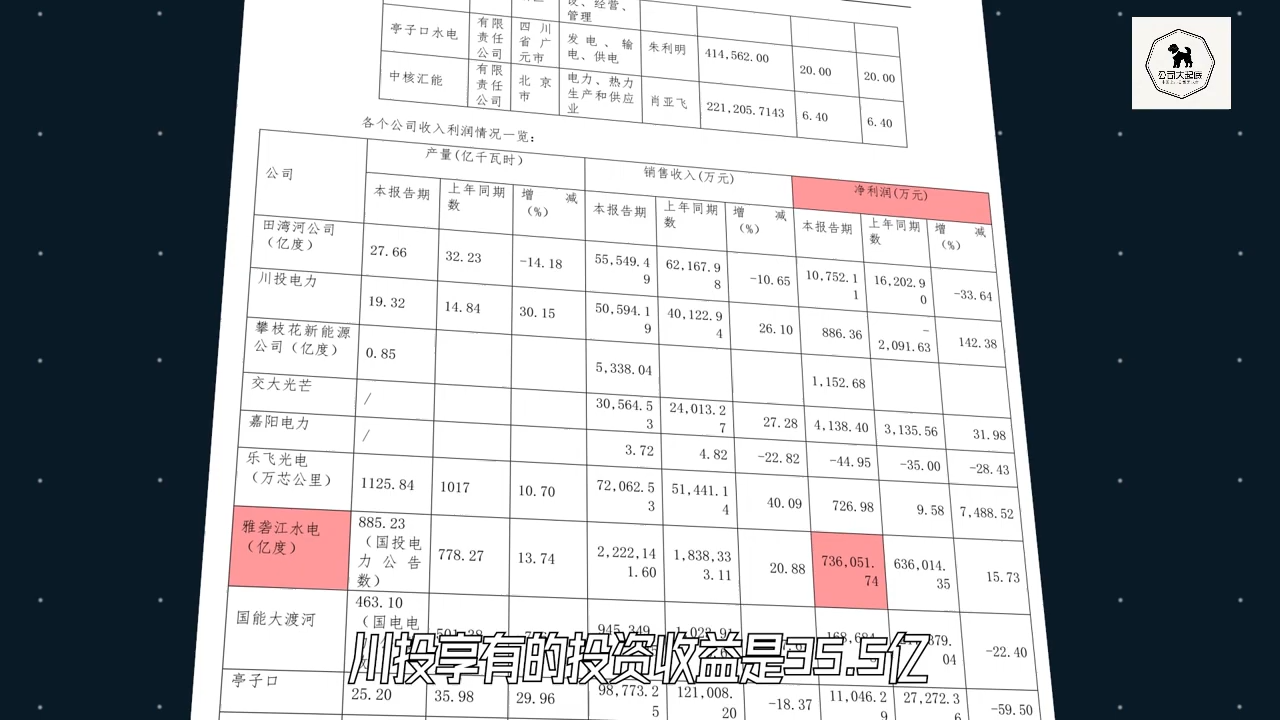 设、经营、
管理
亭子口水电 有限责任公司 四川省广元市 发电、输电、供电 朱利明 414,562.00 20.00 20.00
中核汇能 有限责任公司 北京市 电力、热力生产和供应业 肖亚飞 221,205.7143 6.40 6.40
各个公司收入利润情况一览：
公司 产量(亿千瓦时) 销售收入(万元) 净利润(万元)
本报告期 上年同期数 增减（%） 本报告期 上年同期数 增减（%） 本报告期 上年同期数 增减（%）
田湾河公司（亿度） 27.66 32.23 -14.18 55,549.49 62,167.98 -10.65 10,752.11 16,202.90 -33.64
川投电力 19.32 14.84 30.15 50,594.19 40,122.94 26.10 886.36 -2,091.63 142.38
攀枝花新能源公司（亿度） 0.85 5,338.04 1,152.68
交大光芒 / 30,564.53 24,013.27 27.28 4,138.40 3,135.56 31.98
嘉阳电力 / 3.72 4.82 -22.82 -44.95 -35.00 -28.43
乐飞光电（万芯公里） 1125.84 1017 10.70 72,062.53 51,441.14 40.09 726.98 9.58 7,488.52
雅砻江水电（亿度） 885.23（国投电力公告数） 778.27 13.74 2,222,141.60 1,838,333.11 20.88 736,051.74 636,014.35 15.73
国能大渡河 463.10（国电电 -22.40
川投享有的投资收益是35.5亿
亭子口 25.20 35.98 29.96 98,773.25 121,008.20 -18.37 11,046.29 27,272.36 -59.50
公司大起底